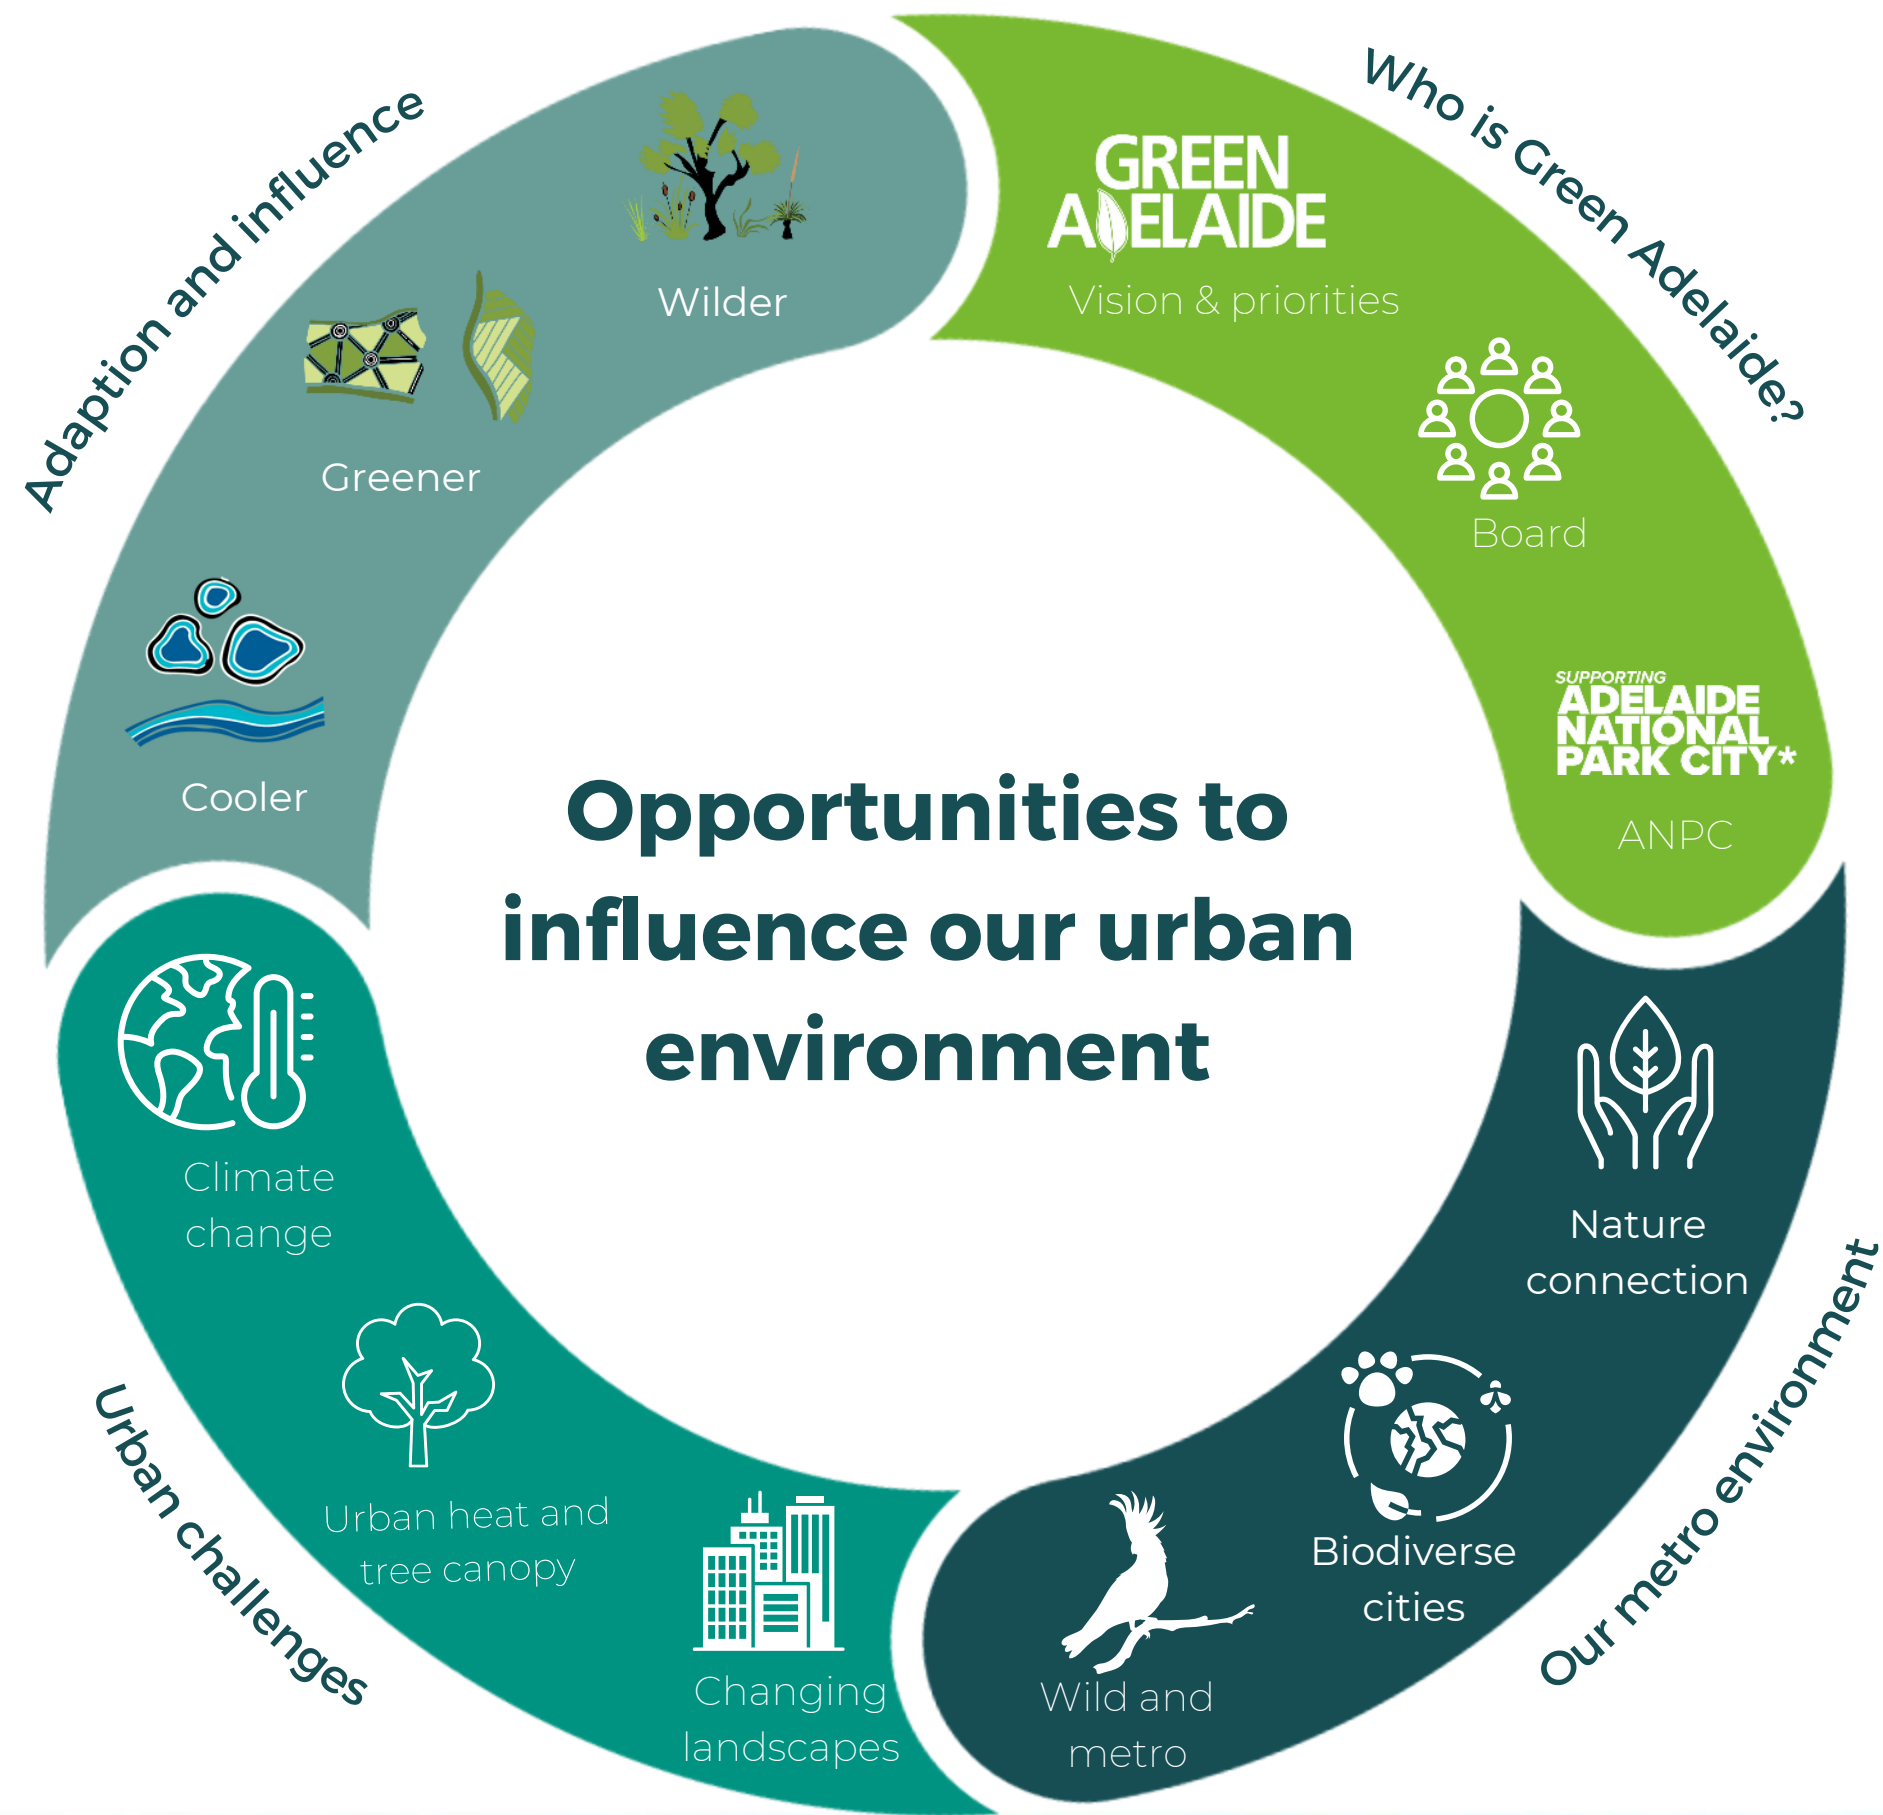 Who is Green Adelaide?
GREEN
ADELAIDE
Vision & priorities
Board
SUPPORTING
ADELAIDE
NATIONAL
PARK CITY*
ANPC
Our metro environment
Nature
connection
Biodiverse
cities
Wild and
metro
Urban challenges
Changing
landscapes
Urban heat and
tree canopy
Climate
change
Adaption and influence
Cooler
Greener
Wilder
Opportunities to
influence our urban
environment